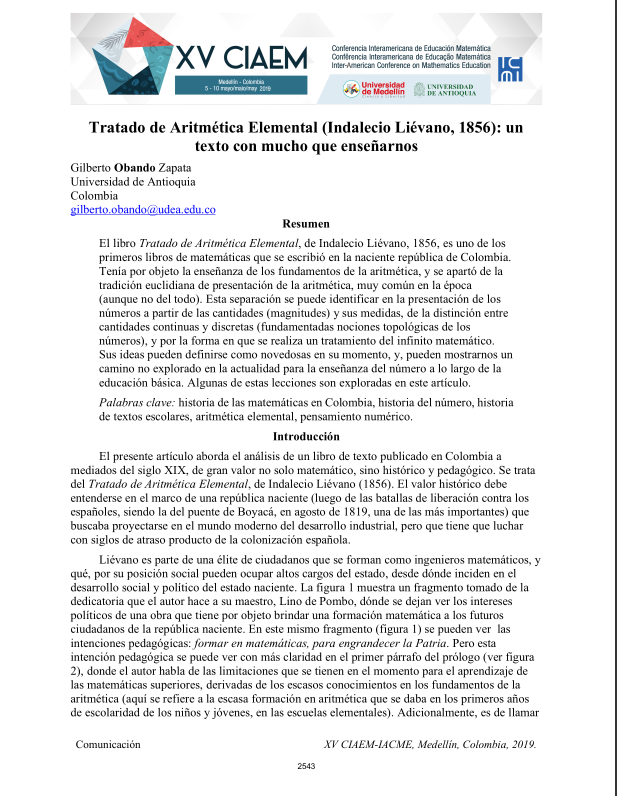 XV CIAEM
Medellín - Colombia
5 - 10 mayo/maio/may 2019
Conferencia Interamericana de Educación Matemática
Conferência Interamericana de Educação Matemática
Inter-American Conference on Mathematics Education
Universidad
de Medellín
UNIVERSIDAD
DE ANTIOQUIA
Tratado de Aritmética Elemental (Indalecio Liévano, 1856): un
texto con mucho que enseñarnos
Gilberto Obando Zapata
Universidad de Antioquia
Colombia
gilberto.obando@udea.edu.co
Resumen
El libro Tratado de Aritmética Elemental, de Indalecio Liévano, 1856, es uno de los
primeros libros de matemáticas que se escribió en la naciente república de Colombia.
Tenía por objeto la enseñanza de los fundamentos de la aritmética, y se apartó de la
tradición euclidiana de presentación de la aritmética, muy común en la época
(aunque no del todo). Esta separación se puede identificar en la presentación de los
números a partir de las cantidades (magnitudes) y sus medidas, de la distinción entre
cantidades continuas y discretas (fundamentadas nociones topológicas de los
números), y por la forma en que se realiza un tratamiento del infinito matemático.
Sus ideas pueden definirse como novedosas en su momento, y, pueden mostrarnos un
camino no explorado en la actualidad para la enseñanza del número a lo largo de la
educación básica. Algunas de estas lecciones son exploradas en este artículo.
Palabras clave: historia de las matemáticas en Colombia, historia del número, historia
de textos escolares, aritmética elemental, pensamiento numérico.
Introducción
El presente artículo aborda el análisis de un libro de texto publicado en Colombia a
mediados del siglo XIX, de gran valor no solo matemático, sino histórico y pedagógico. Se trata
del Tratado de Aritmética Elemental, de Indalecio Liévano (1856). El valor histórico debe
entenderse en el marco de una república naciente (luego de las batallas de liberación contra los
españoles, siendo la del puente de Boyacá, en agosto de 1819, una de las más importantes) que
buscaba proyectarse en el mundo moderno del desarrollo industrial, pero que tiene que luchar
con siglos de atraso producto de la colonización española.
Liévano es parte de una élite de ciudadanos que se forman como ingenieros matemáticos, y
qué, por su posición social pueden ocupar altos cargos del estado, desde dónde inciden en el
desarrollo social y político del estado naciente. La figura 1 muestra un fragmento tomado de la
dedicatoria que el autor hace a su maestro, Lino de Pombo, dónde se dejan ver los intereses
políticos de una obra que tiene por objeto brindar una formación matemática a los futuros
ciudadanos de la república naciente. En este mismo fragmento (figura 1) se pueden ver las
intenciones pedagógicas: formar en matemáticas, para engrandecer la Patria. Pero esta
intención pedagógica se puede ver con más claridad en el primer párrafo del prólogo (ver figura
2), donde el autor habla de las limitaciones que se tienen en el momento para el aprendizaje de
las matemáticas superiores, derivadas de los escasos conocimientos en los fundamentos de la
aritmética (aquí se refiere a la escasa formación en aritmética que se daba en los primeros años
de escolaridad de los niños y jóvenes, en las escuelas elementales). Adicionalmente, es de llamar
Comunicación XV CIAEM-IACME, Medellín, Colombia, 2019.
2543